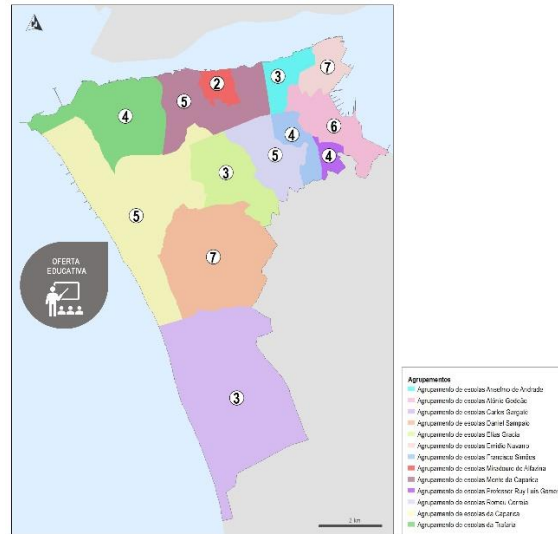 7
3
2
5
4
6
4
5
4
3
5
7
OFERTA
EDUCATIVA
3
2 km
Agrupamentos
Agrupamento de escolas Anselmo de Andrade
Agrupamento de escolas António Gedeão
Agrupamento de escolas Carlos Gargaté
Agrupamento de escolas Daniel Sampaio
Agrupamento de escolas Elias Garcia
Agrupamento de escolas Emídio Navarro
Agrupamento de escolas Francisco Simões
Agrupamento de escolas Miradouro de Alfazina
Agrupamento de escolas Monte da Caparica
Agrupamento de escolas Professor Ruy Luís Gomes
Agrupamento de escolas Romeu Correia
Agrupamento de escolas da Caparica
Agrupamento de escolas da Trafaria